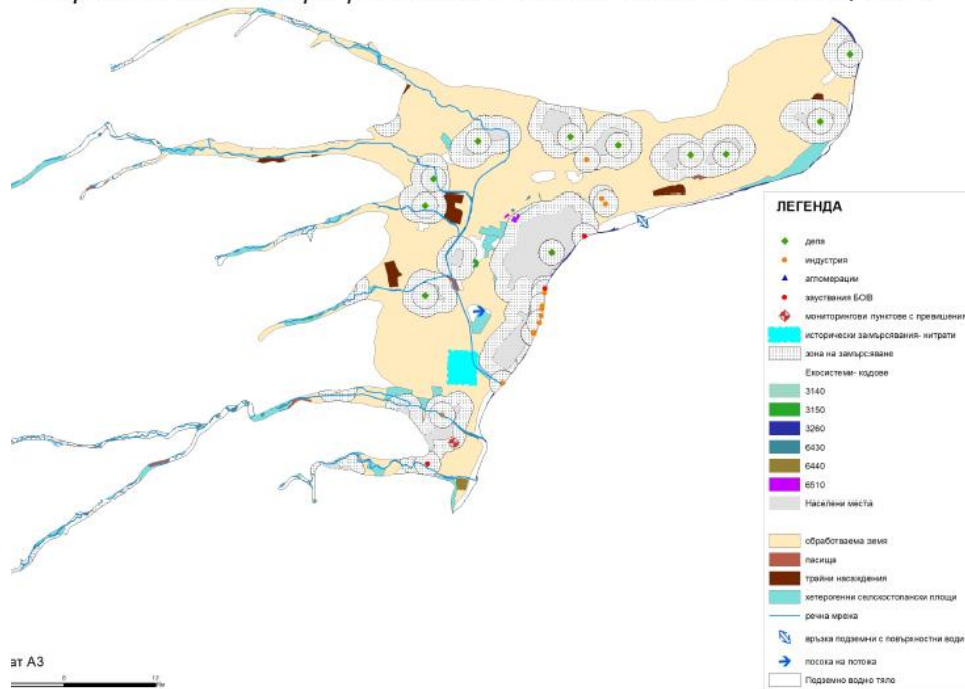 ЛЕГЕНДА
депа
индустрия
агломерации
зауствания БОВ
мониторингови пунктове с превишения
исторически замърсявания- нитрати
зона на замърсяване
Екосистеми- кодове
3140
3150
3260
6430
6440
6510
Населени места
обработваема земя
пасища
трайни насаждения
хетерогенни селскостопански площи
речна мрежа
връзка подземни с повърхностни води
посока на потока
Подземно водно тяло
ат А3
6
12